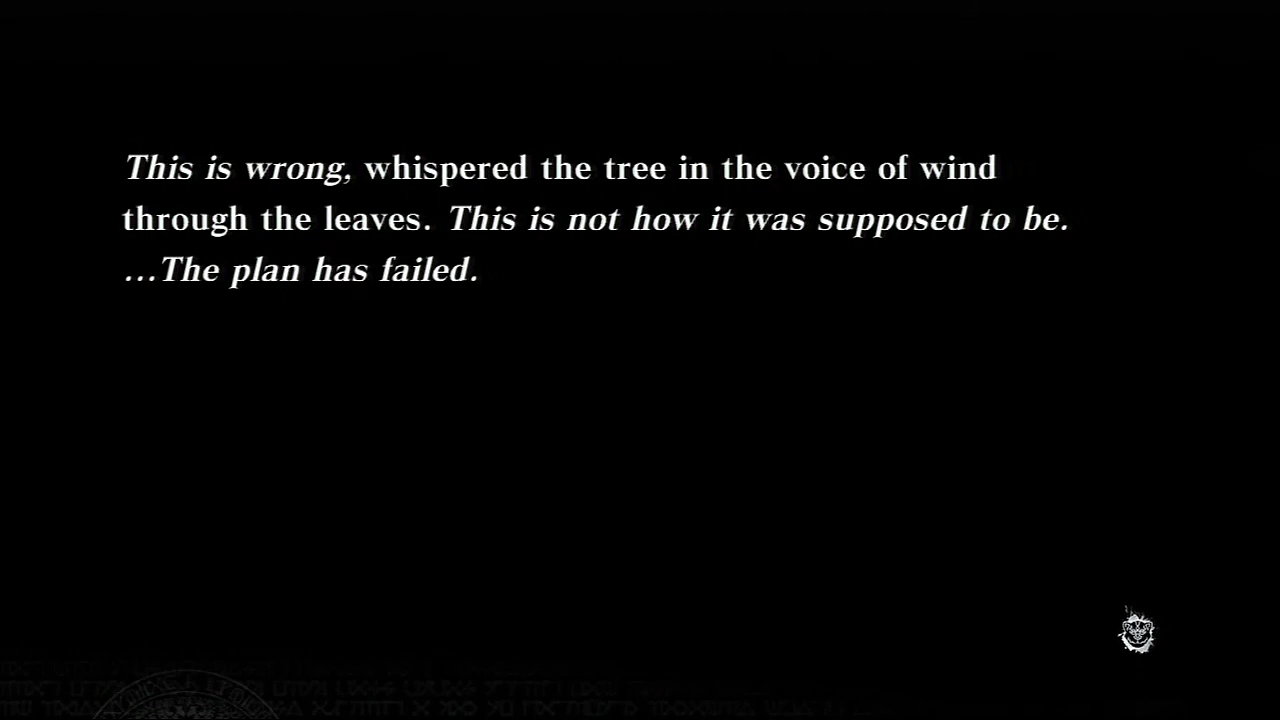 This is wrong, whispered the tree in the voice of wind
through the leaves. This is not how it was supposed to be.
…The plan has failed.